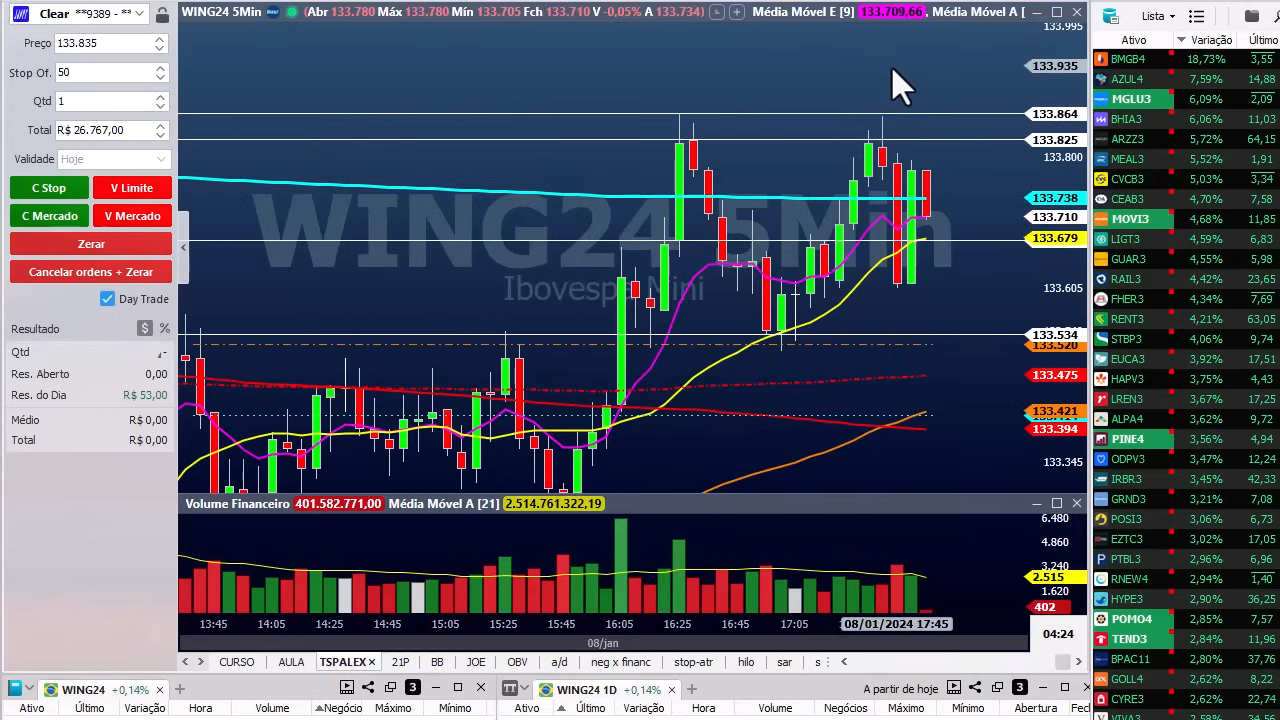 Clear **9389 - **
Preço 133.835
Stop Of. 50
Qtd 1
Total R$ 26.767,00
Validade Hoje
C Stop V Limite
C Mercado V Mercado
Zerar
Cancelar ordens + Zerar
Day Trade
Resultado $ %
Qtd
Res. Aberto 0,00
Res. do Dia R$ 53,00
Médio R$ 0,00
Total R$ 0,00
WING24 5Min (Abr 133.780 Máx 133.780 Mín 133.705 Fch 133.710 V -0,05% A 133.734) Média Móvel E [9] 133.709,66, Média Móvel A [
WING24 5Min
Ibovespa Mini
133.995
133.935
133.864
133.825
133.800
133.738
133.710
133.679
133.605
133.534
133.520
133.475
133.421
133.394
133.345
Volume Financeiro 401.582.771,00 Média Móvel A [21] 2.514.761.322,19
6.480
4.860
3.240
2.515
1.620
402
13:45 14:05 14:25 14:45 15:05 15:25 15:45 16:05 16:25 16:45 17:05 08/01/2024 17:45
08/jan
04:24
CURSO AULA TSPALEX 21P BB OBV neg x financ stop-atr hilo sar s
WING24 +0,14% 3
WING24 1D +0,14% A partir de hoje 3
Ativo Último Variação Hora Volume Negócio Mínimo
Ativo Último Variação Hora Volume Negócios Máximo Mínimo Abertura
Lista
Ativo Variação Último
BMGB4 18,73% 3,55
AZUL4 7,59% 14,88
MGLU3 6,09% 2,09
BHIA3 6,06% 11,03
ARZZ3 5,72% 64,15
MEAL3 5,52% 1,91
CVCB3 5,03% 3,34
CEAB3 4,70% 7,58
MOVI3 4,68% 11,85
LIGT3 4,59% 6,83
GUAR3 4,55% 5,98
RAIL3 4,42% 23,65
FHER3 4,34% 7,69
RENT3 4,21% 63,05
STBP3 4,06% 9,74
EUCA3 3,92% 17,51
HAPV3 3,75%
LREN3 3,67% 17,25
ALPA4 3,62% 9,72
PINE4 3,56% 4,94
ODPV3 3,47% 12,24
IRBR3 3,45% 42,33
GRND3 3,21% 7,08
POSI3 3,06% 6,73
EZTC3 3,02% 17,05
PTBL3 2,96% 6,96
RNEW4 2,94% 1,40
HYPE3 2,90% 36,25
POMO4 2,85% 7,57
TEND3 2,84% 11,96
BPAC11 2,80% 37,76
GOLL4 2,62% 8,22
CYRE3 2,61% 23,61